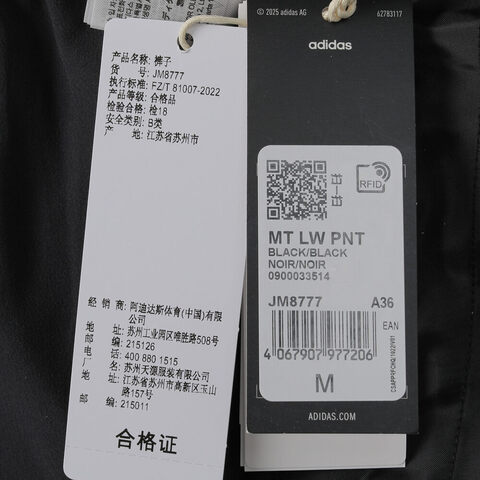 产品名称: 裤子
货 号: JM8777
执行标准: FZ/T 81007-2022
产品等级: 合格品
检验合格: 检18
安全类别: B类
产 地: 江苏省苏州市
经 销 商: 阿迪达斯体育(中国)有限
公司
地 址: 苏州工业园区唯胜路508号
邮 编: 215126
电 话: 400 880 1515
厂 名: 苏州天源服装有限公司
地 址: 江苏省苏州市高新区玉山
路157号
邮 编: 215011
合格证
© 2025 adidas AG
62783117
adidas
RFID
MT LW PNT
BLACK/BLACK
NOIR/NOIR
0900033514
JM8777 A36
EAN
4 067907 977206
M
ADIDAS.COM